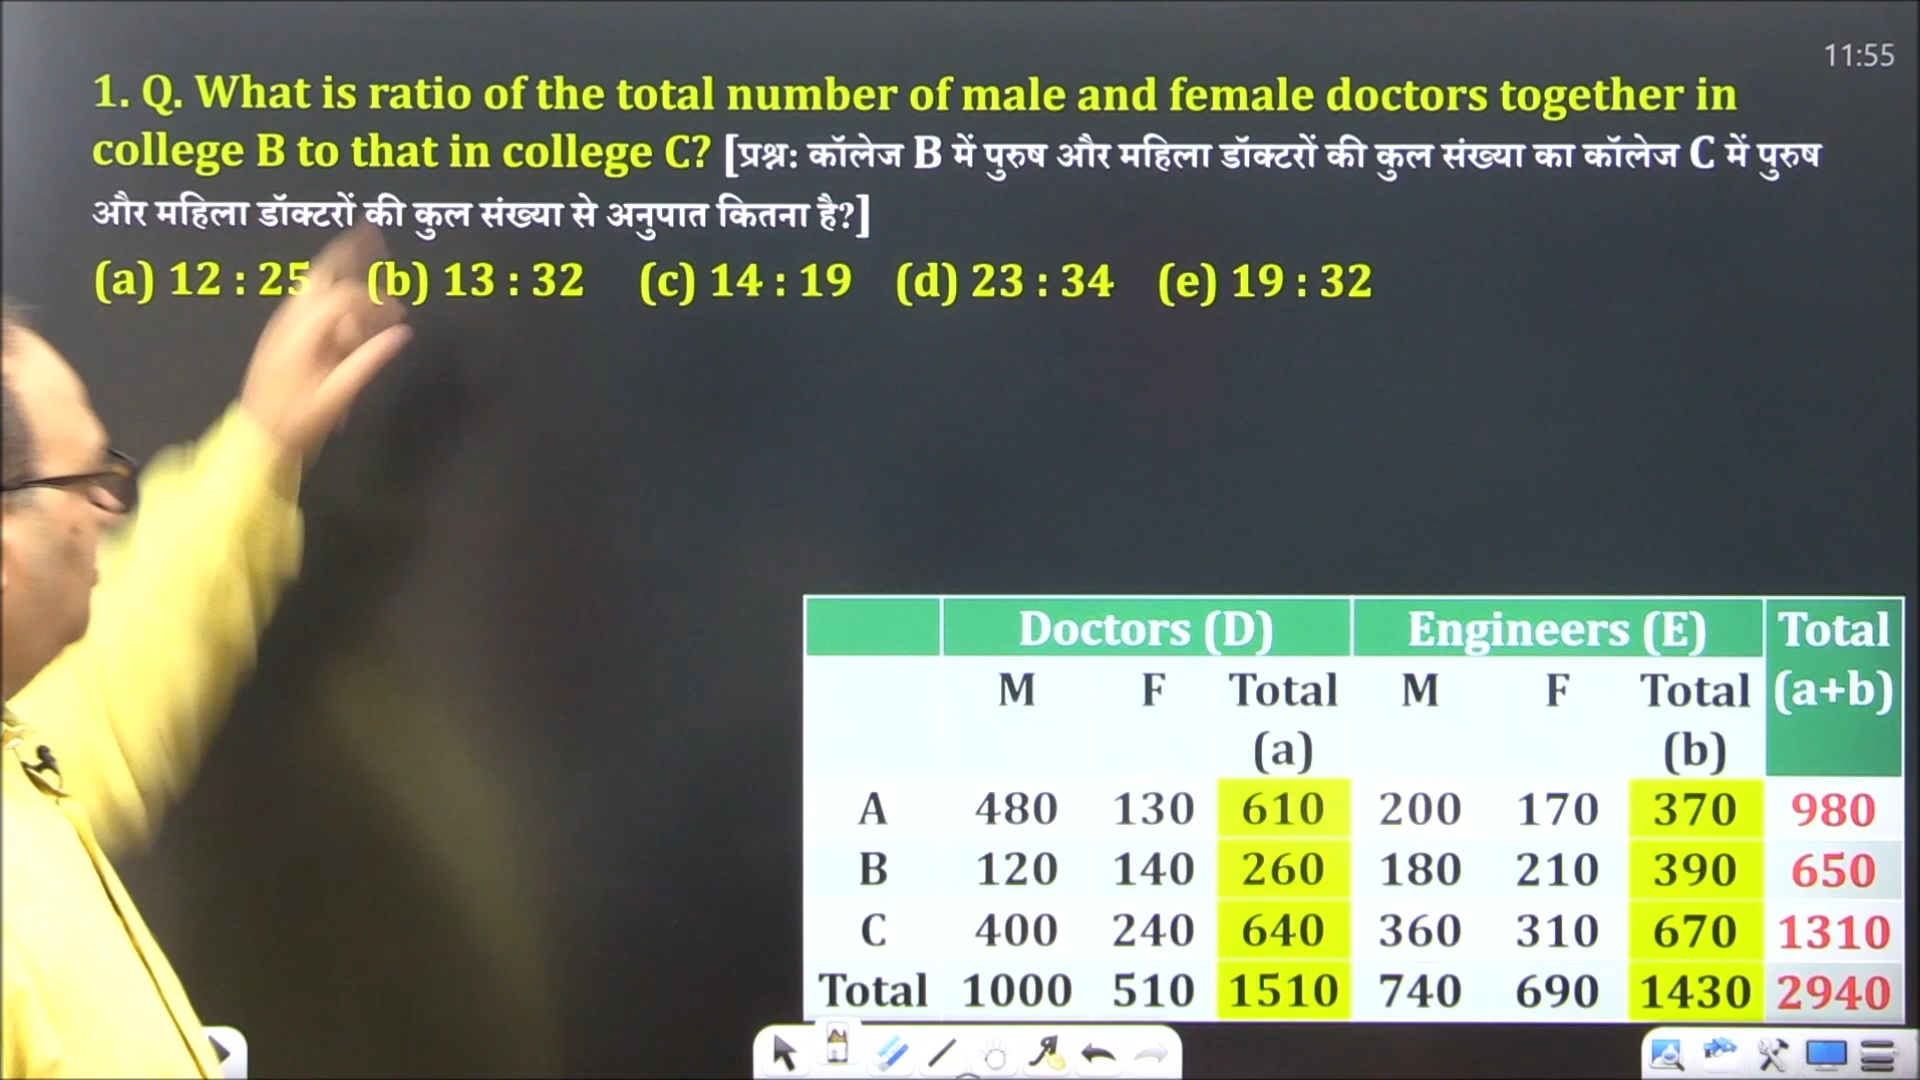 11:55
1. Q. What is ratio of the total number of male and female doctors together in
college B to that in college C? [प्रश्न: कॉलेज B में पुरुष और महिला डॉक्टरों की कुल संख्या का कॉलेज C में पुरुष
और महिला डॉक्टरों की कुल संख्या से अनुपात कितना है?]
(a) 12 : 25 (b) 13 : 32 (c) 14 : 19 (d) 23 : 34 (e) 19 : 32
Doctors (D) Engineers (E) Total
M F Total M F Total (a+b)
(a) (b)
A 480 130 610 200 170 370 980
B 120 140 260 180 210 390 650
C 400 240 640 360 310 670 1310
Total 1000 510 1510 740 690 1430 2940